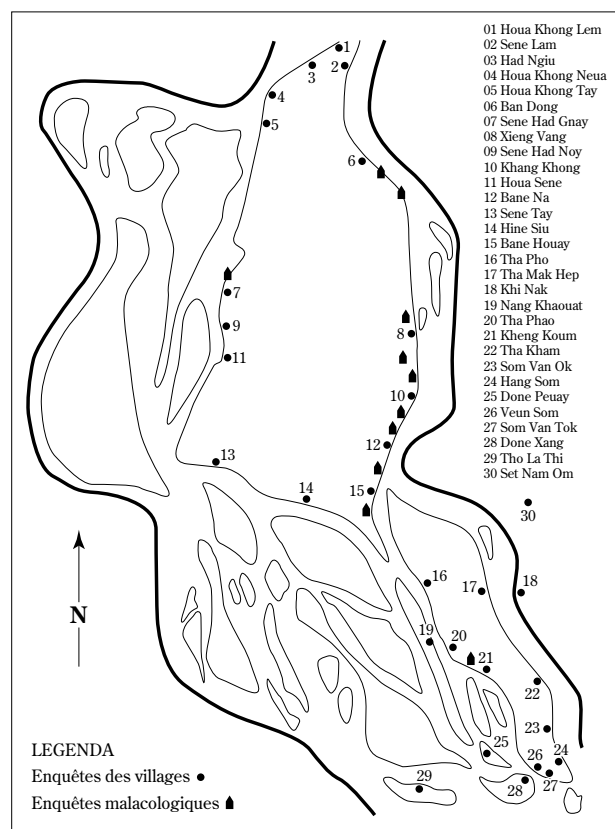 01 Houa Khong Lem
02 Sene Lam
03 Had Ngiu
04 Houa Khong Neua
05 Houa Khong Tay
06 Ban Dong
07 Sene Had Gnay
08 Xieng Vang
09 Sene Had Noy
10 Khang Khong
11 Houa Sene
12 Bane Na
13 Sene Tay
14 Hine Siu
15 Bane Houay
16 Tha Pho
17 Tha Mak Hep
18 Khi Nak
19 Nang Khaouat
20 Tha Phao
21 Kheng Koum
22 Tha Kham
23 Som Van Ok
24 Hang Som
25 Done Peuay
26 Veun Som
27 Som Van Tok
28 Done Xang
29 Tho La Thi
30 Set Nam Om
1
2
3
4
5
6
7
8
9
10
11
12
13
14
15
30
16
17
18
N
19
20
21
22
23
25
24
26
27
28
29
LEGENDA
Enquêtes des villages
Enquêtes malacologiques